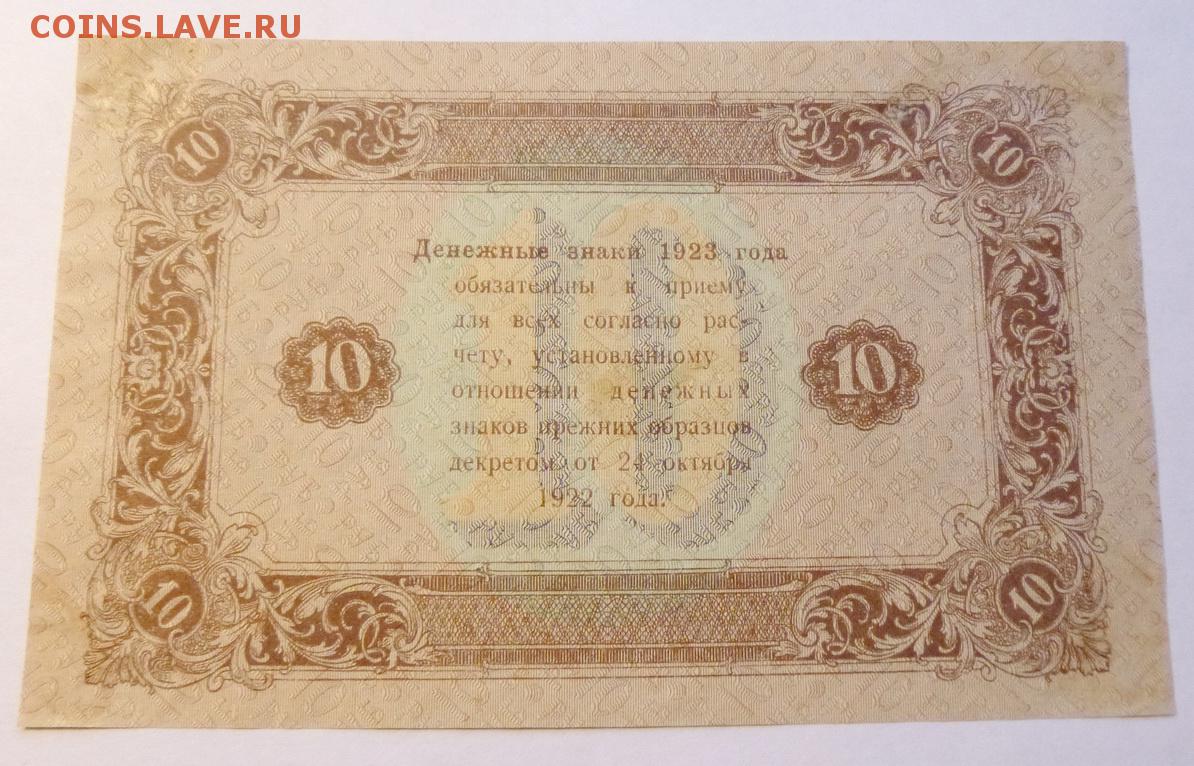 COINS.LAVE.RU
10 10
Денежные знаки 1923 года
обязательны к приему
для всех согласно рас-
чету, установленному в
10 10
отношении денежных
знаков прежних образцов
декретом от 24 октября
1922 года.
10
10 10